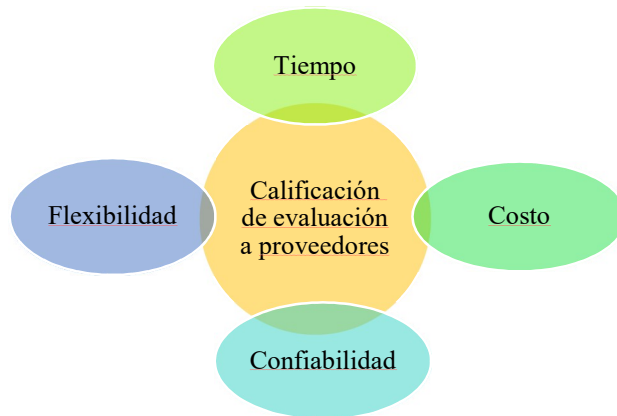 Tiempo
Flexibilidad
Calificación
de evaluación
a proveedores
Costo
Confiabilidad